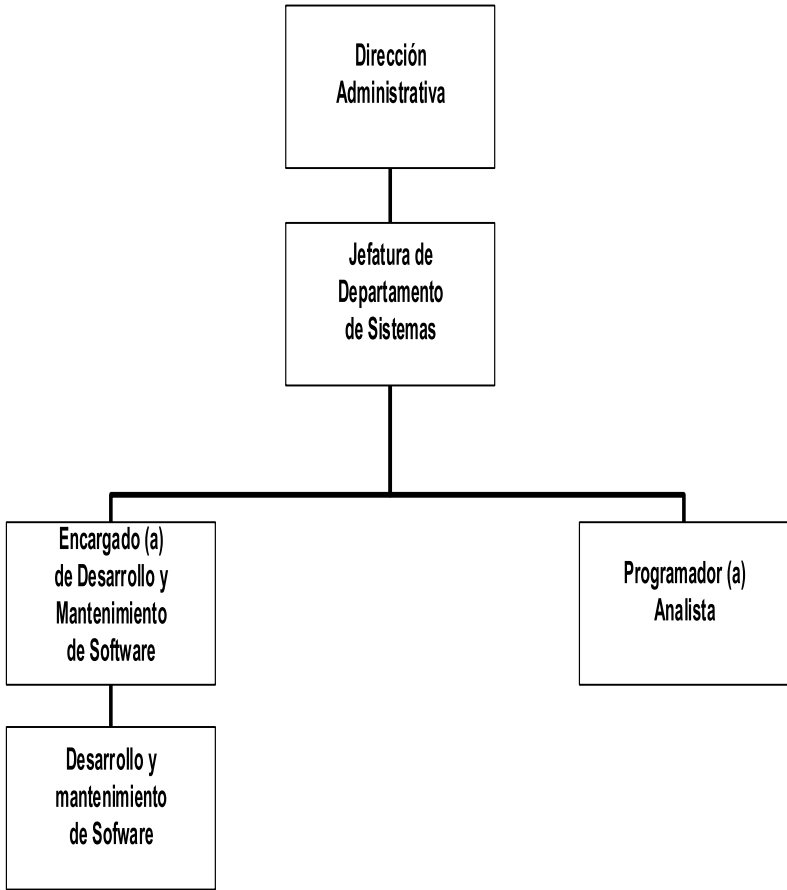 Dirección
Administrativa
Jefatura de
Departamento
de Sistemas
Encargado (a)
de Desarrollo y
Mantenimiento
de Software
Programador (a)
Analista
Desarrollo y
mantenimiento
de Sofware